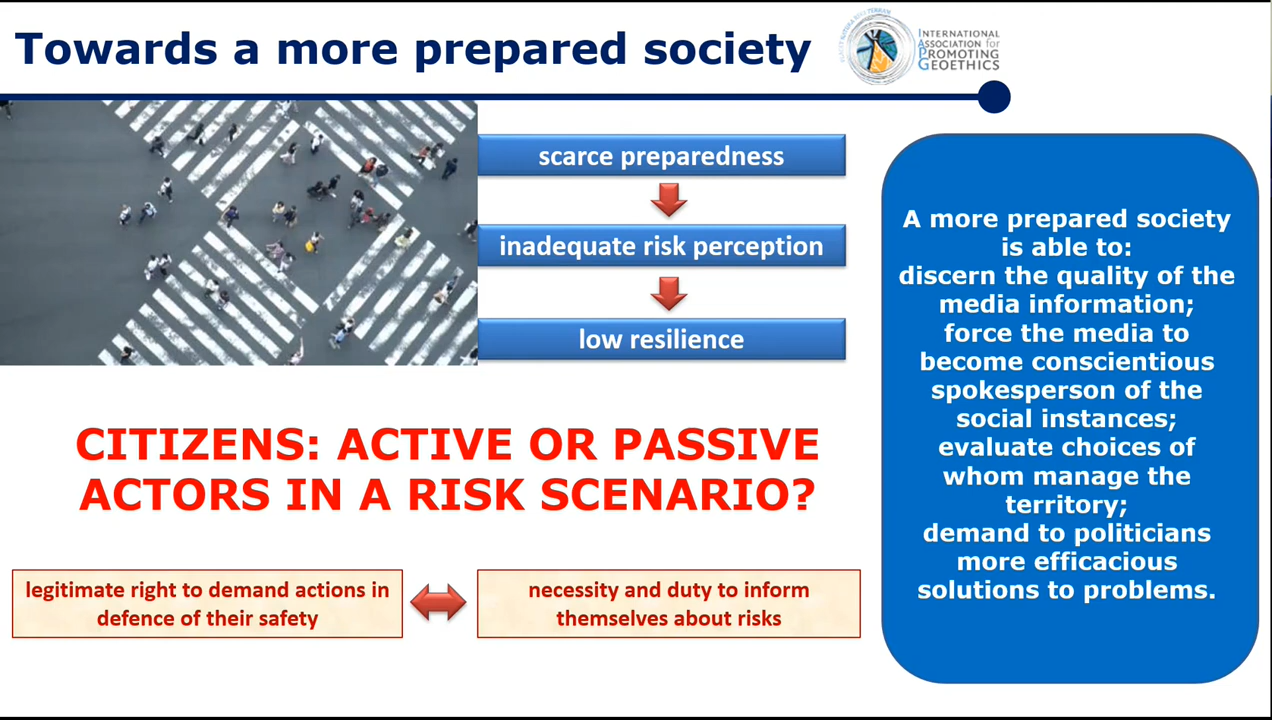 Towards a more prepared society
INTERNATIONAL
ASSOCIATION for
PROMOTING
GEOETHICS
scarce preparedness
inadequate risk perception
low resilience
CITIZENS: ACTIVE OR PASSIVE
ACTORS IN A RISK SCENARIO?
legitimate right to demand actions in
defence of their safety
necessity and duty to inform
themselves about risks
A more prepared society
is able to:
discern the quality of the
media information;
force the media to
become conscientious
spokesperson of the
social instances;
evaluate choices of
whom manage the
territory;
demand to politicians
more efficacious
solutions to problems.